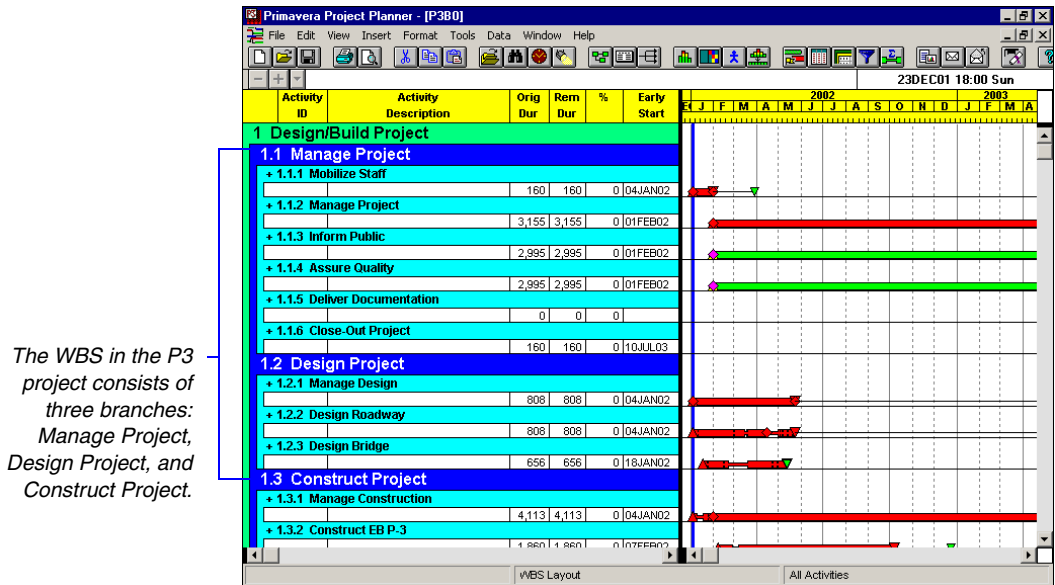 Primavera Project Planner - [P3B0]
File Edit View Insert Format Tools Data Window Help
23DEC01 18:00 Sun
Activity ID Activity Description Orig Dur Rem Dur % Early Start
2002 2003
J F M A M J J A S O N D J F M A
1 Design/Build Project
1.1 Manage Project
+ 1.1.1 Mobilize Staff
160 160 0 04JAN02
+ 1.1.2 Manage Project
3,155 3,155 0 01FEB02
+ 1.1.3 Inform Public
2,995 2,995 0 01FEB02
+ 1.1.4 Assure Quality
2,995 2,995 0 01FEB02
+ 1.1.5 Deliver Documentation
0 0 0
+ 1.1.6 Close-Out Project
160 160 0 10JUL03
1.2 Design Project
+ 1.2.1 Manage Design
808 808 0 04JAN02
+ 1.2.2 Design Roadway
808 808 0 04JAN02
+ 1.2.3 Design Bridge
656 656 0 18JAN02
1.3 Construct Project
+ 1.3.1 Manage Construction
4,113 4,113 0 04JAN02
+ 1.3.2 Construct EB P-3
1,860 1,860 0 07FEB02
WBS Layout All Activities
The WBS in the P3
project consists of
three branches:
Manage Project,
Design Project, and
Construct Project.